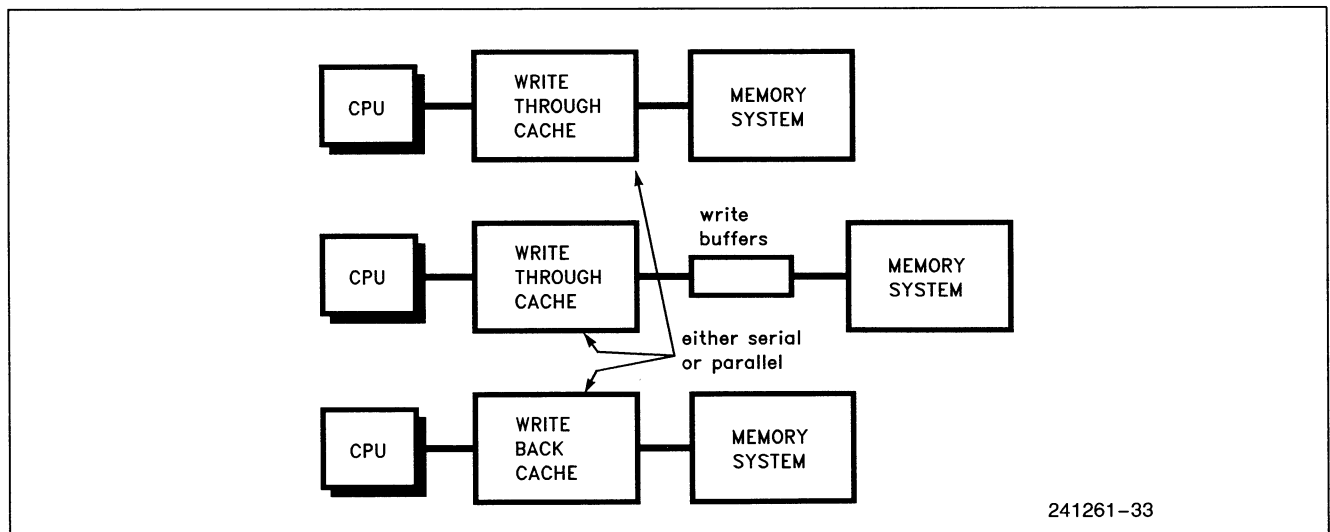 CPU
WRITE
THROUGH
CACHE
MEMORY
SYSTEM
CPU
WRITE
THROUGH
CACHE
write
buffers
MEMORY
SYSTEM
either serial
or parallel
CPU
WRITE
BACK
CACHE
MEMORY
SYSTEM
241261–33